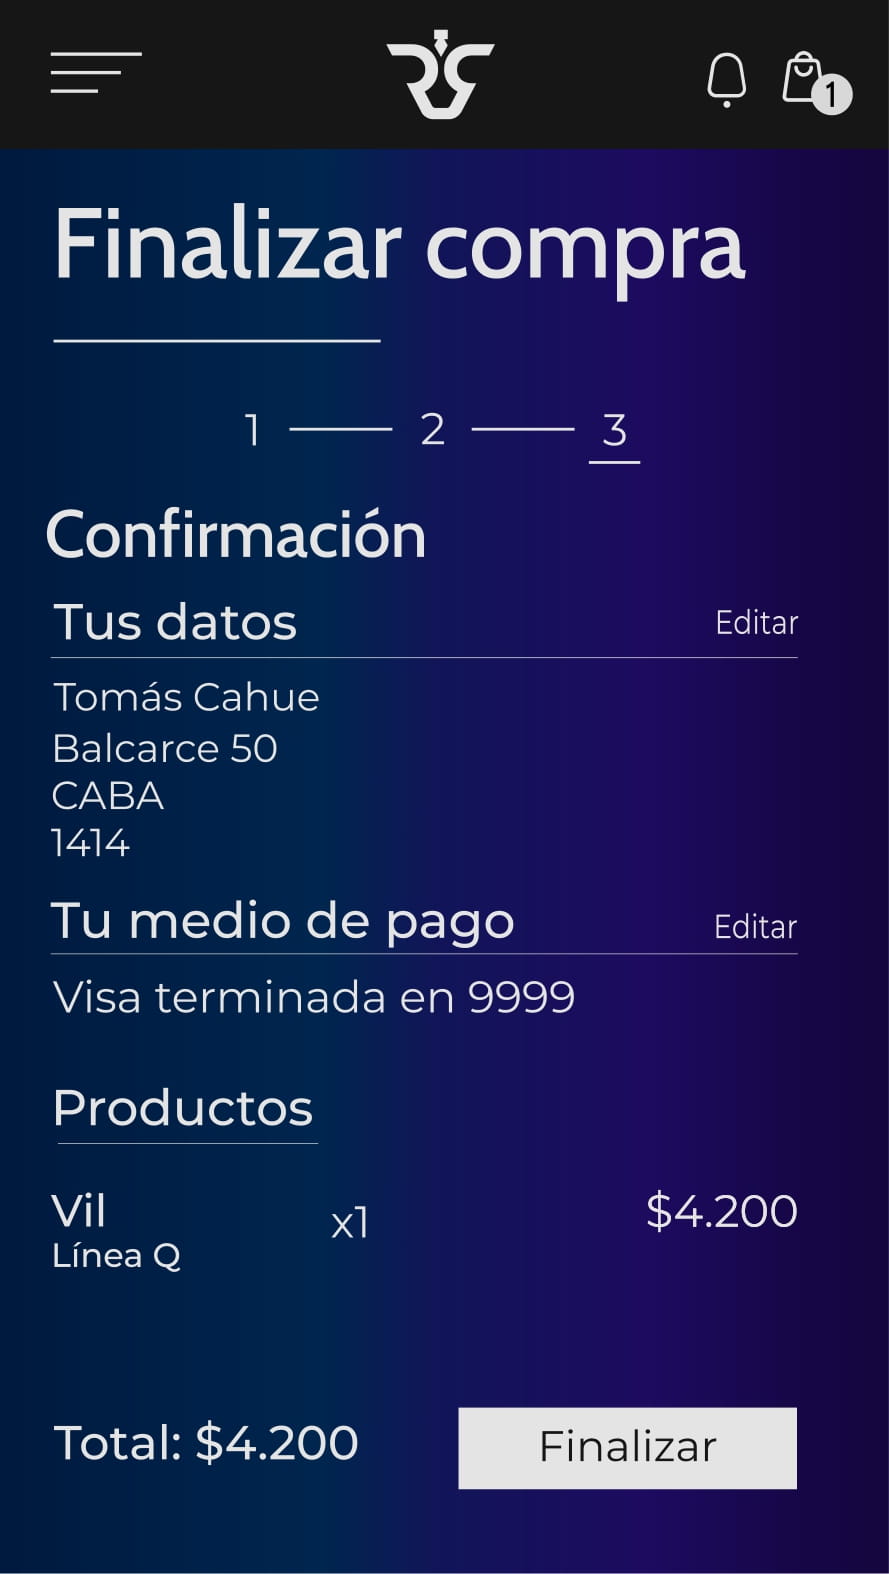 1
Finalizar compra
1 2 3
Confirmación
Tus datos Editar
Tomás Cahue
Balcarce 50
CABA
1414
Tu medio de pago Editar
Visa terminada en 9999
Productos
Vil x1 $4.200
Línea Q
Total: $4.200 Finalizar